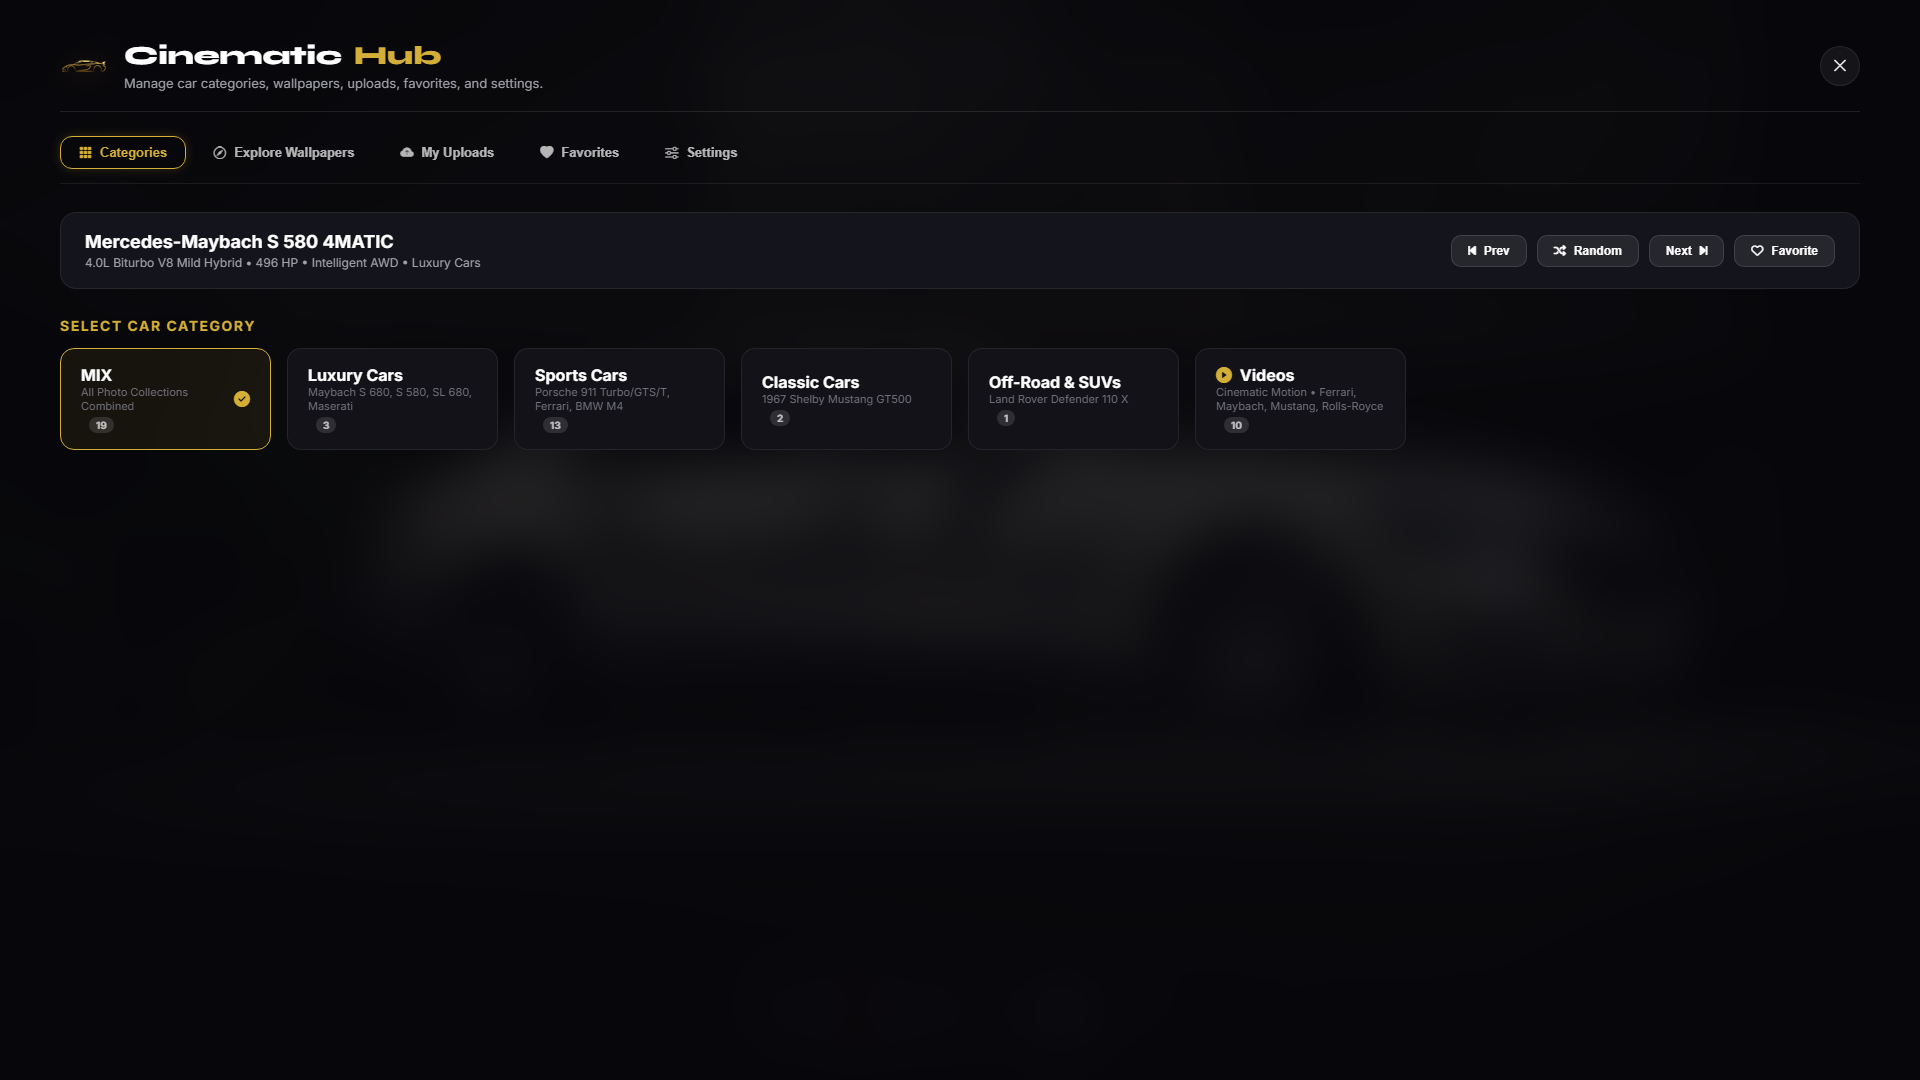 Cinematic Hub
Manage car categories, wallpapers, uploads, favorites, and settings.
Categories
Explore Wallpapers
My Uploads
Favorites
Settings
Mercedes-Maybach S 580 4MATIC
4.0L Biturbo V8 Mild Hybrid • 496 HP • Intelligent AWD • Luxury Cars
Prev
Random
Next
Favorite
SELECT CAR CATEGORY
MIX
All Photo Collections
Combined
19
Luxury Cars
Maybach S 680, S 580, SL 680,
Maserati
3
Sports Cars
Porsche 911 Turbo/GTS/T,
Ferrari, BMW M4
13
Classic Cars
1967 Shelby Mustang GT500
2
Off-Road & SUVs
Land Rover Defender 110 X
1
Videos
Cinematic Motion • Ferrari,
Maybach, Mustang, Rolls-Royce
10